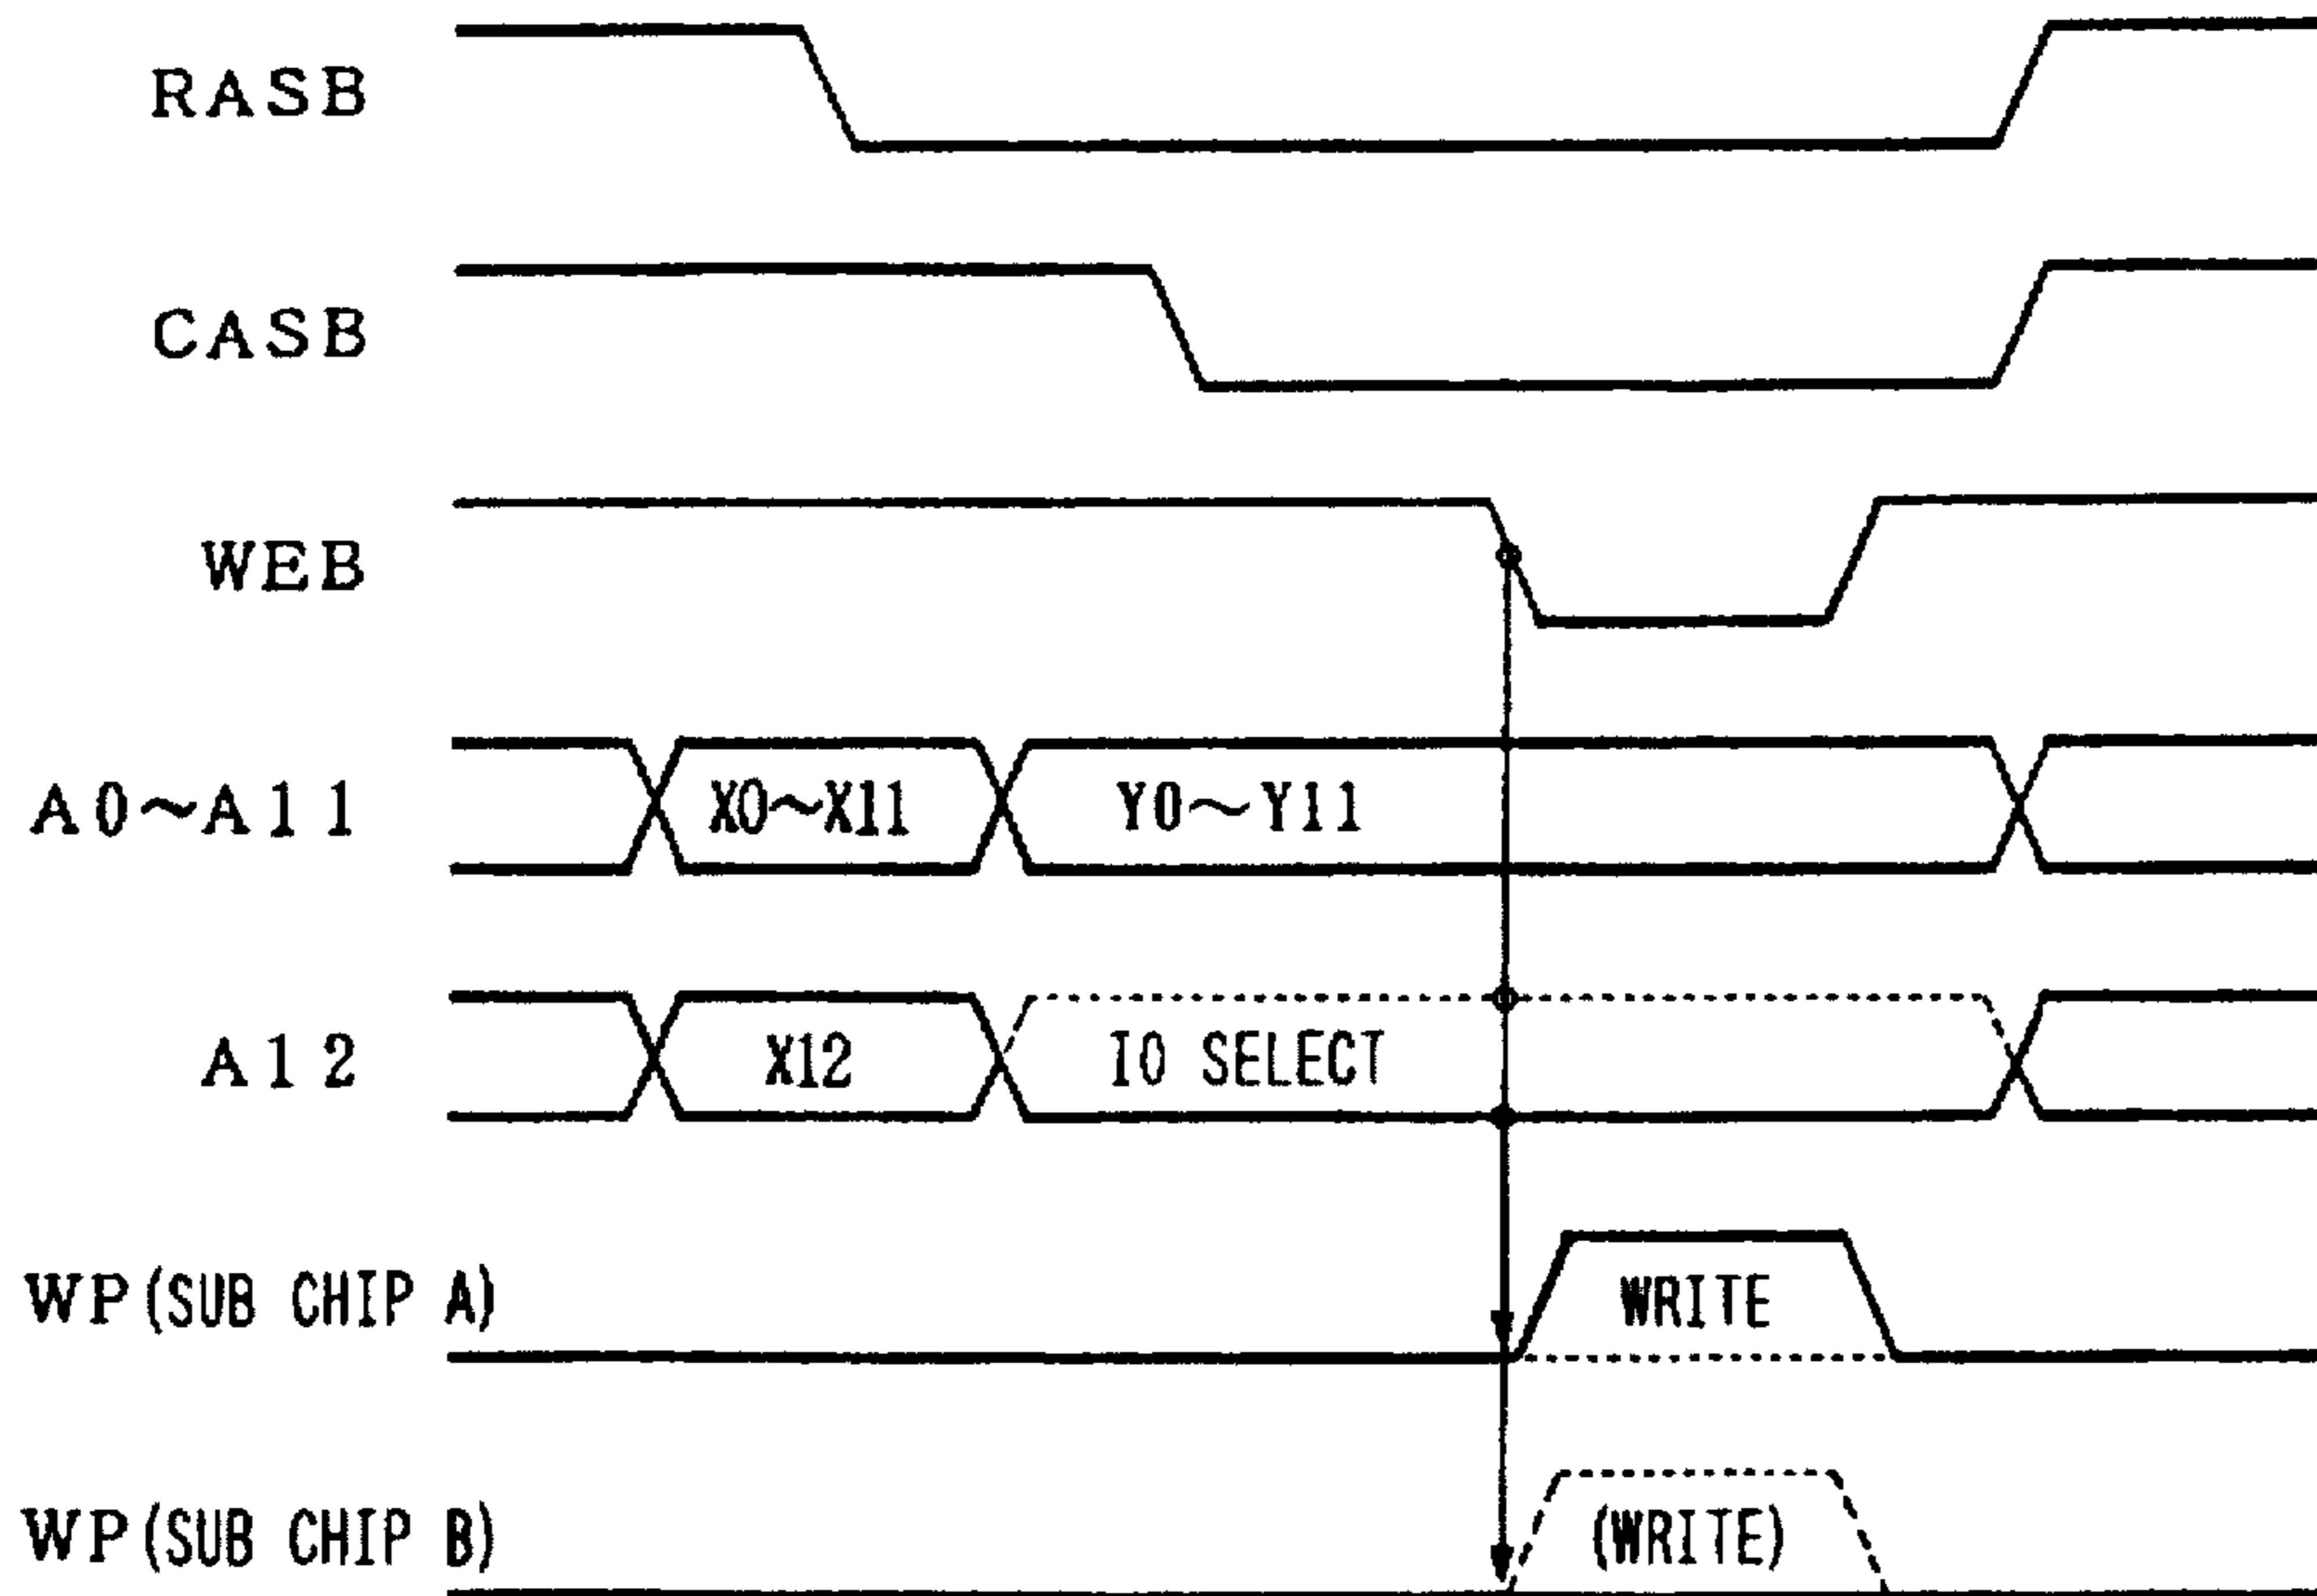 RASB
CASB
WEB
A0～A11 X0～X11 Y0～Y11
A12 X12 IO SELECT
WP(SUB CHIP A) WRITE
WP(SUB CHIP B) (WRITE)